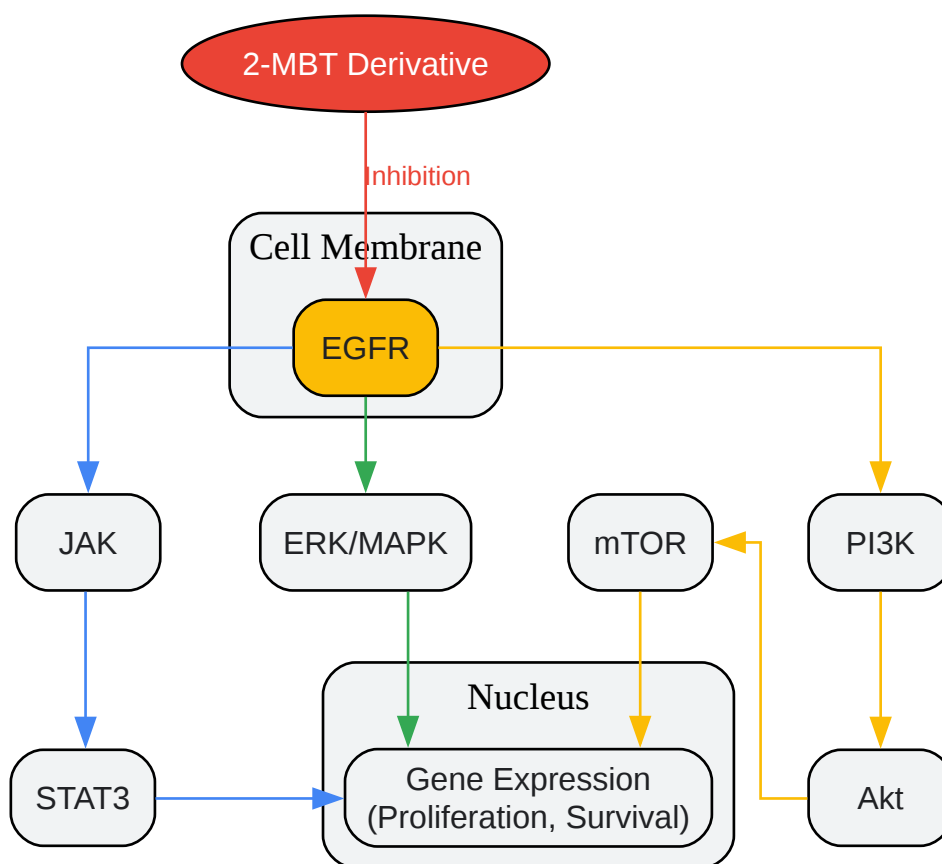 2-MBT Derivative
Inhibition
Cell Membrane
EGFR
JAK
ERK/MAPK
mTOR
PI3K
Nucleus
STAT3
Gene Expression
(Proliferation, Survival)
Akt